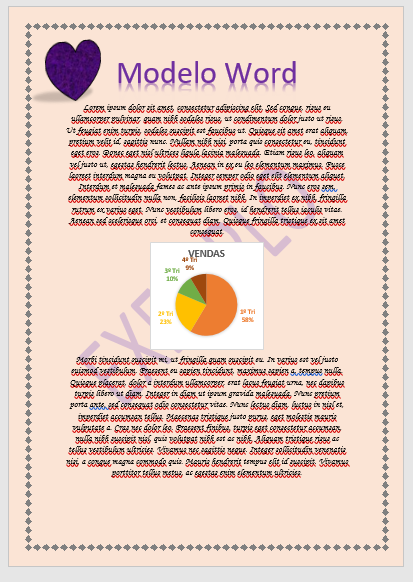 Modelo Word
Lorem ipsum dolor sit amet, consectetur adipiscing elit. Sed congue, risus eu
ullamcorper pulvinar, quam nibh sodales risus, ut condimentum dolor justo ut risus.
Ut feugiat enim turpis, sodales suscipit est faucibus ut. Quisque sit amet aliquam,
pretium velit id, sagittis nunc. Nullam nisi, porta quis consectetur eu, tincidunt
eget eros. Donec eget nisl ultrices ligula lacinia malesuada. Etiam risus leo, aliquam
vel justo ut, egestas hendrerit lectus. Aenean in ex eu leo elementum maximus. Fusce
laoreet interdum magna eu volutpat. Integer semper odio eget elit elementum aliquet.
Interdum et malesuada fames ac ante ipsum primis in faucibus. Nunc eros sem,
elementum sollicitudin nulla non, facilisis laoreet nibh. In imperdiet ex nibh, fringilla
rutrum ex varius eget. Nunc vestibulum libero eros, id hendrerit tellus iaculis vitae.
Aenean sed scelerisque orci, et consequat diam. Quisque fringilla tristique ex sit amet
consequat.
VENDAS
4º Tri
9%
3º Tri
10%
2º Tri
23%
1º Tri
58%
Morbi tincidunt suscipit mi, ut fringilla quam suscipit eu. In varius est vel justo
euismod vestibulum. Praesent eu sapien tincidunt, maximus sapien a, tempus nulla.
Quisque placerat, dolor a interdum ullamcorper, erat lacus feugiat urna, nec dapibus
turpis libero ut diam. Integer in diam ut ipsum gravida malesuada. Nunc pretium
porta ante, sed consequat odio consectetur vitae. Nunc lectus diam, luctus in nisl et,
imperdiet accumsan tellus. Maecenas tristique justo purus, eget molestie mauris
vulputate a. Cras nec dolor leo. Praesent finibus, turpis eget consectetur accumsan,
nulla nibh suscipit nisl, quis volutpat nibh est ac nibh. Aliquam tristique risus ac
tellus vestibulum ultricies. Vivamus nec sagittis neque. Integer sollicitudin venenatis
nisi, a congue magna commodo quis. Mauris hendrerit tempus elit id suscipit. Vivamus
porttitor tellus metus, ac egestas enim elementum ultricies.